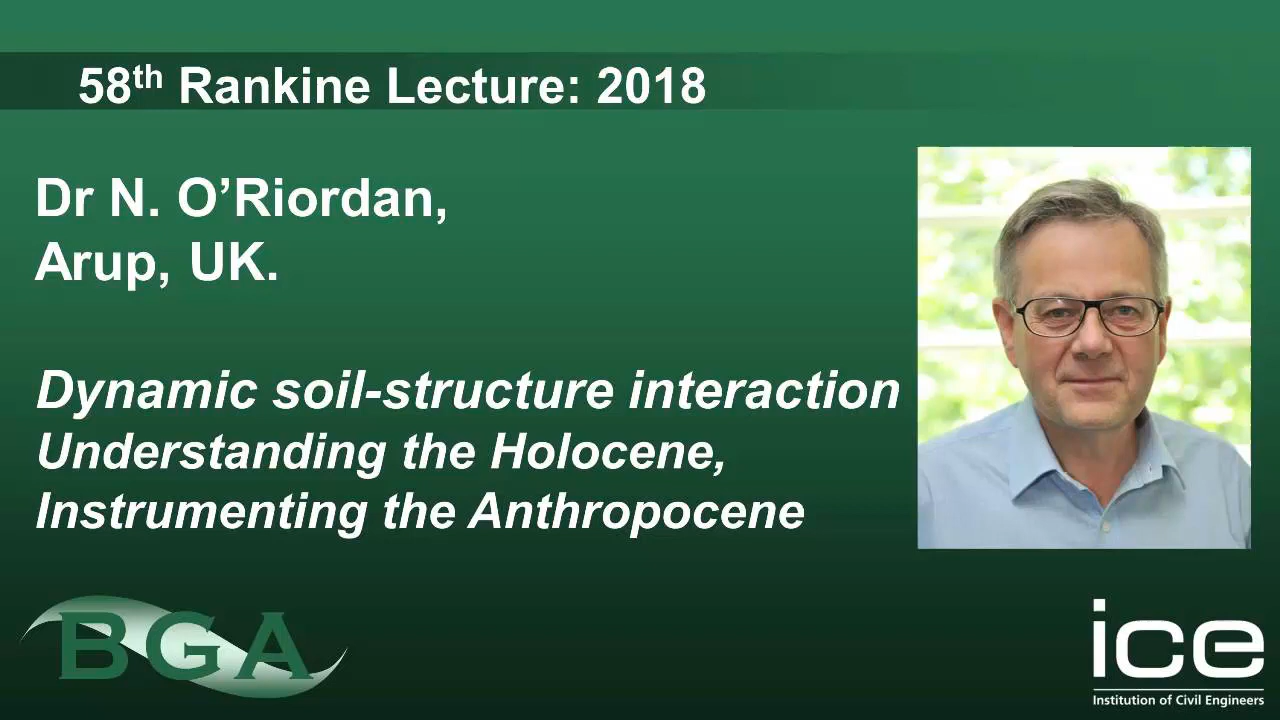 58th Rankine Lecture: 2018
Dr N. O’Riordan,
Arup, UK.
Dynamic soil-structure interaction
Understanding the Holocene,
Instrumenting the Anthropocene
BGA
ice
Institution of Civil Engineers